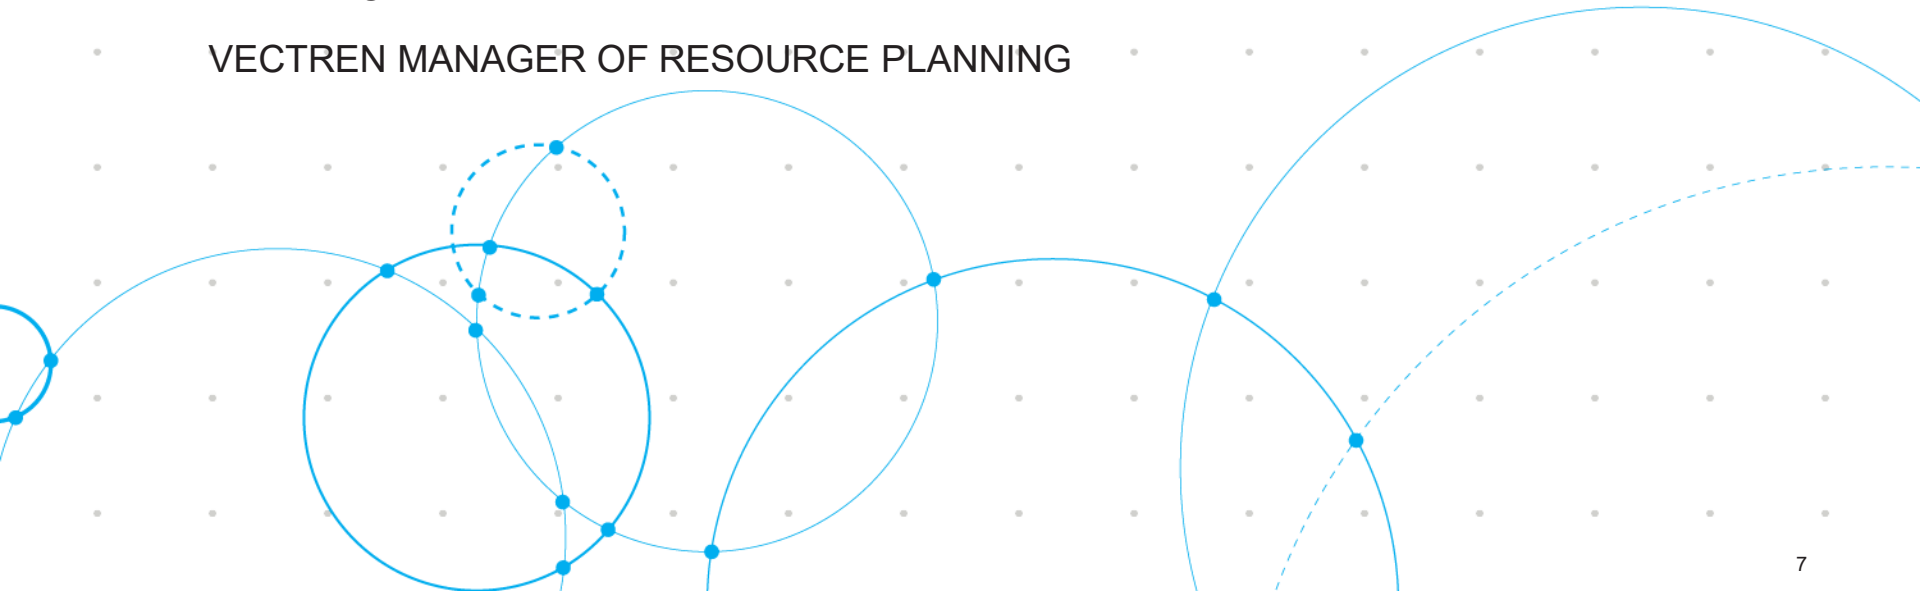 VECTREN MANAGER OF RESOURCE PLANNING
7